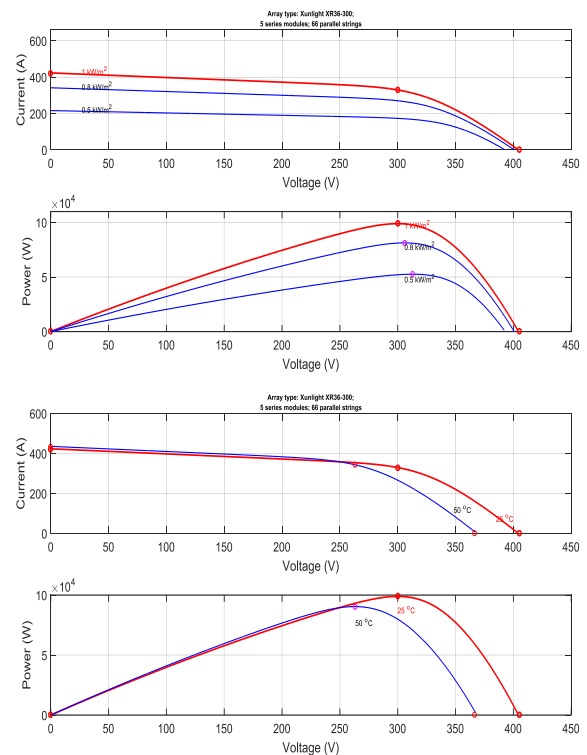 Array type: Xunlight XR36-300;
5 series modules; 66 parallel strings
Current (A)
600
400
200
0
1 kW/m²
0.8 kW/m²
0.5 kW/m²
0 50 100 150 200 250 300 350 400 450
Voltage (V)
×10⁴
Power (W)
10
5
0
1 kW/m²
0.8 kW/m²
0.5 kW/m²
0 50 100 150 200 250 300 350 400 450
Voltage (V)
Array type: Xunlight XR36-300;
5 series modules; 66 parallel strings
Current (A)
600
400
200
0
50 °C
25 °C
0 50 100 150 200 250 300 350 400 450
Voltage (V)
×10⁴
Power (W)
10
5
0
25 °C
50 °C
0 50 100 150 200 250 300 350 400 450
Voltage (V)